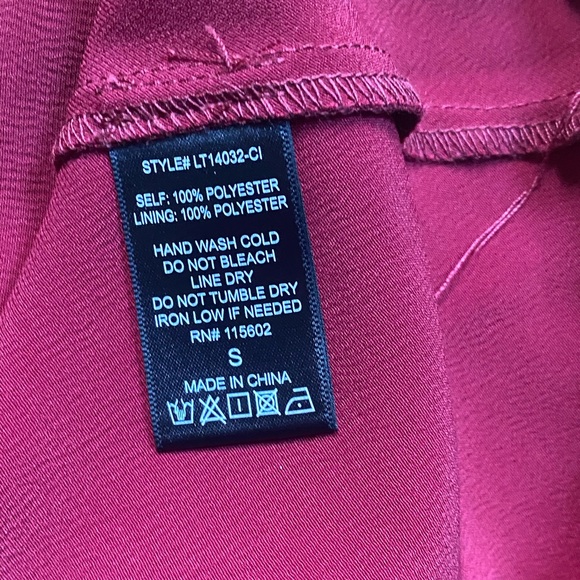 STYLE# LT14032-CI
SELF: 100% POLYESTER
LINING: 100% POLYESTER
HAND WASH COLD
DO NOT BLEACH
LINE DRY
DO NOT TUMBLE DRY
IRON LOW IF NEEDED
RN# 115602
S
MADE IN CHINA